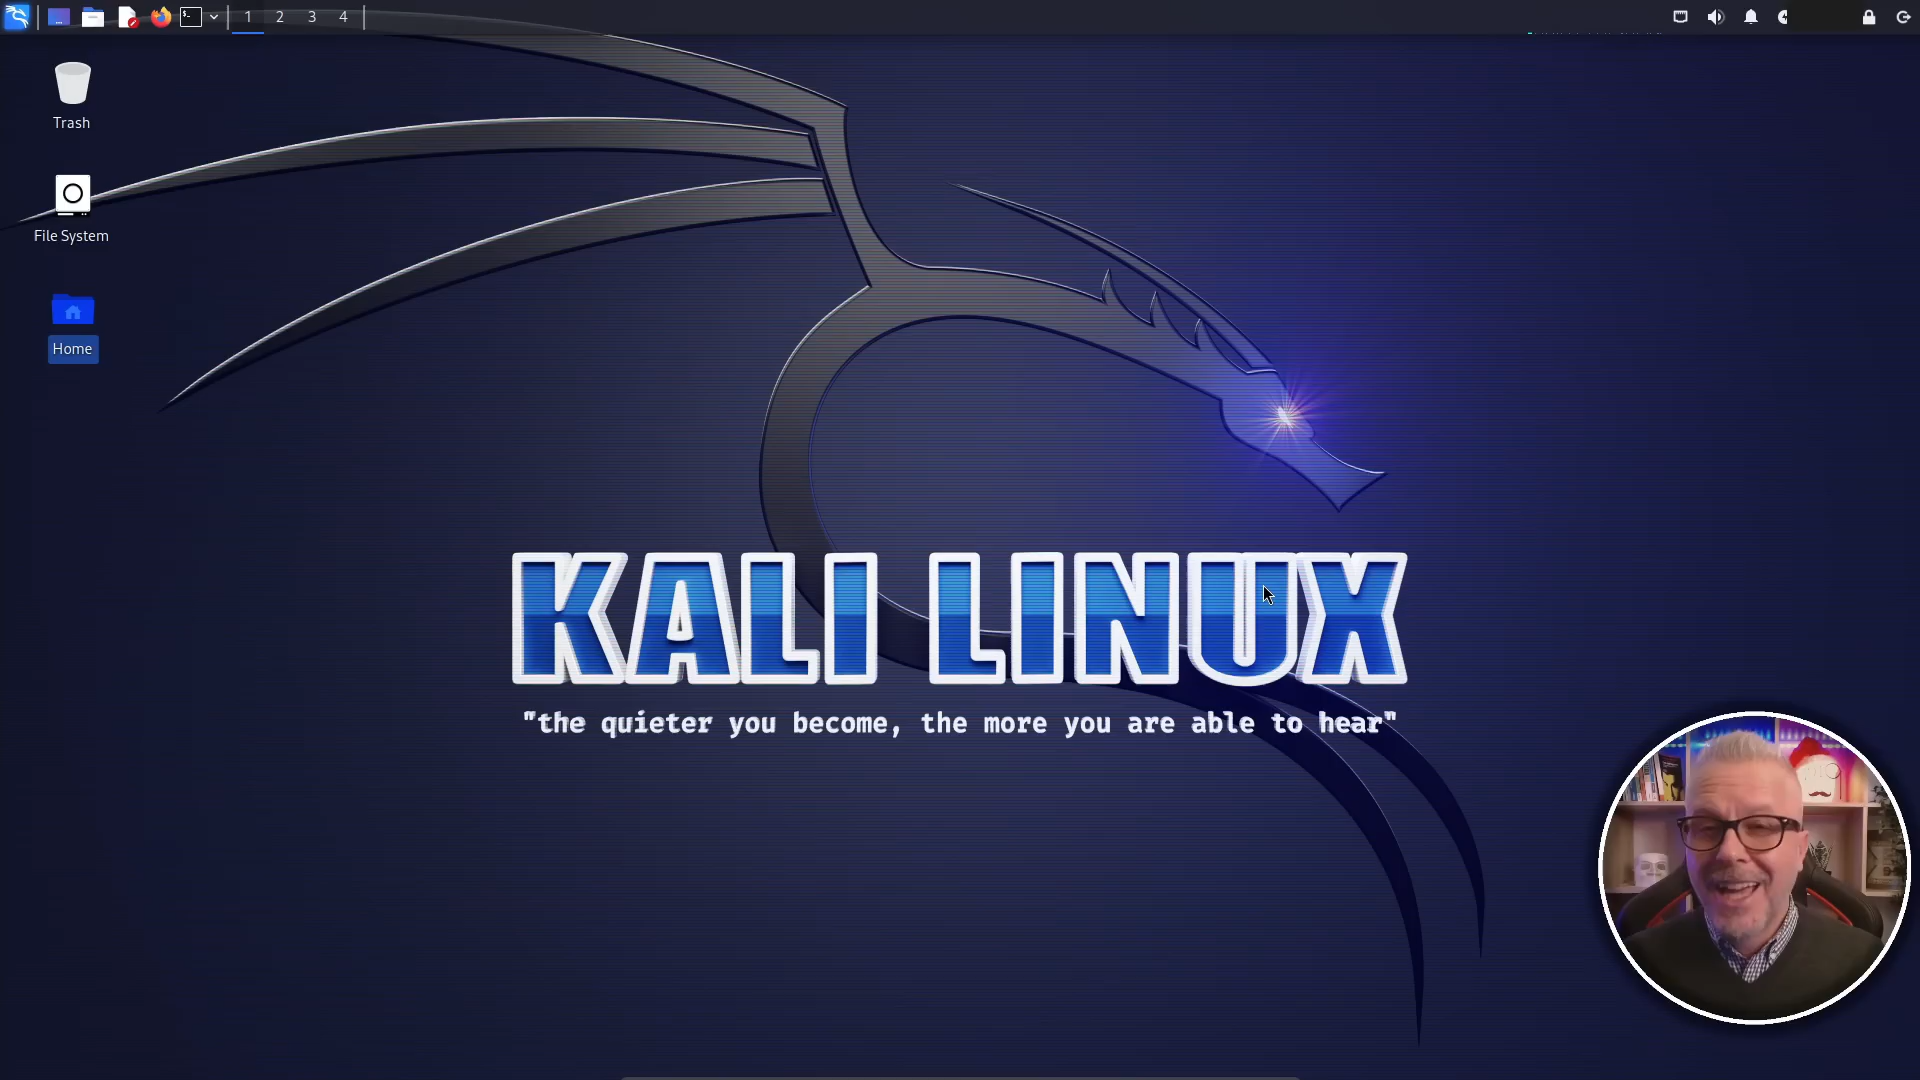 1 2 3 4
Trash
File System
Home
KALI LINUX
"the quieter you become, the more you are able to hear"